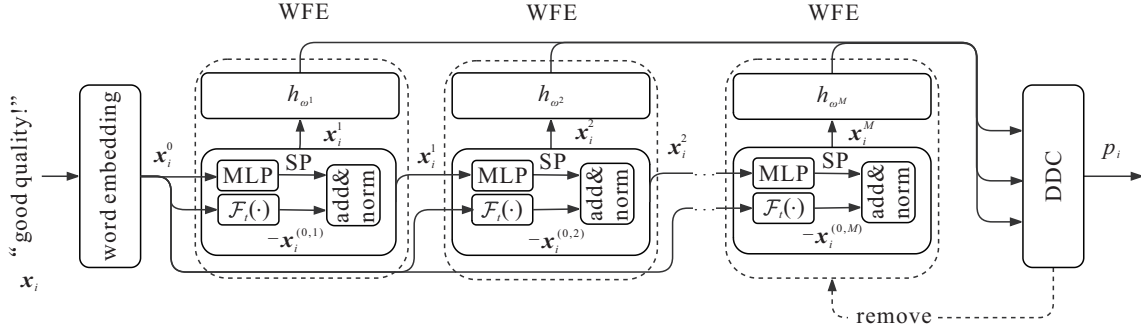 WFE
WFE
WFE
“good quality!”
x_i
word embedding
x_i^0
h_{ω^1}
x_i^1
MLP
SP
F_t(·)
add&
norm
−x_i^{(0,1)}
x_i^1
h_{ω^2}
x_i^2
MLP
SP
F_t(·)
add&
norm
−x_i^{(0,2)}
x_i^2
...
...
h_{ω^M}
x_i^M
MLP
SP
F_t(·)
add&
norm
−x_i^{(0,M)}
DDC
p_i
remove